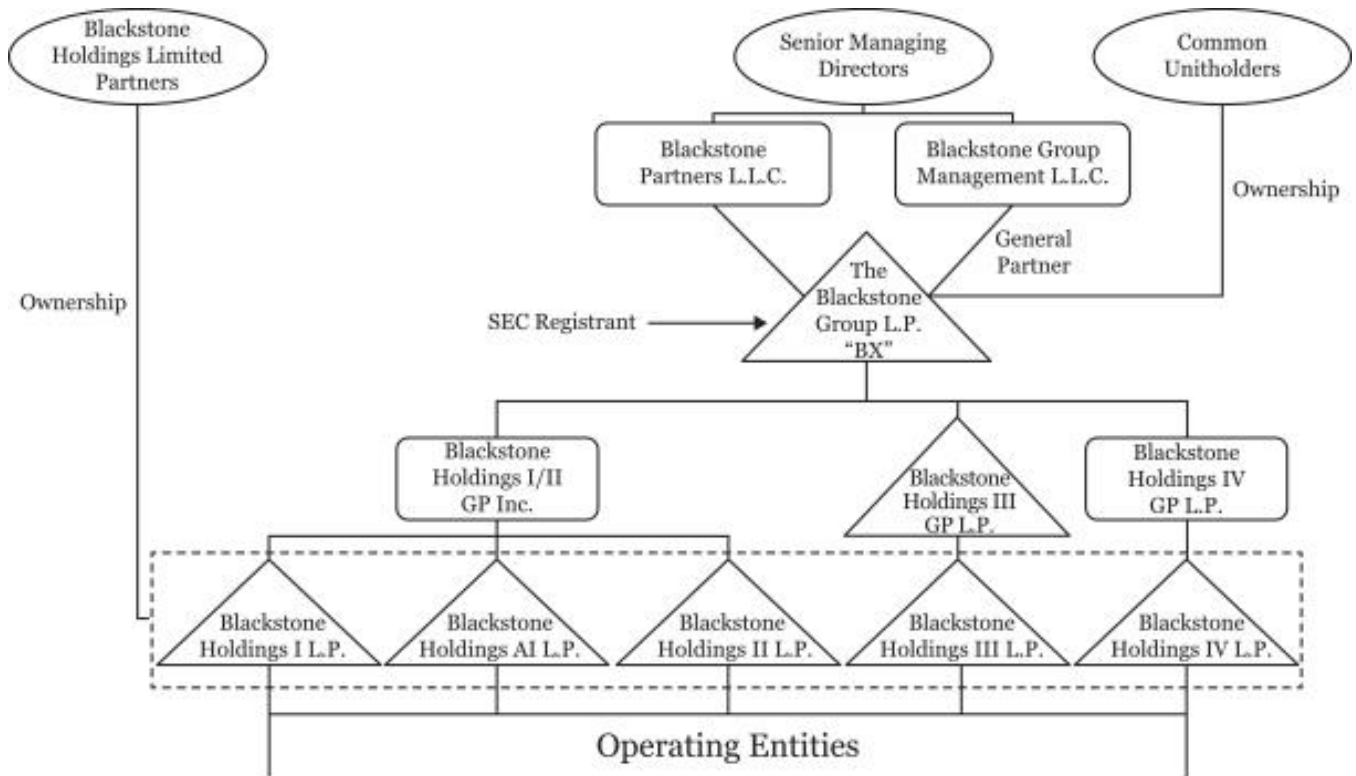 Blackstone
Holdings Limited
Partners
Senior Managing
Directors
Common
Unitholders
Blackstone
Partners L.L.C.
Blackstone Group
Management L.L.C.
Ownership
General
Partner
The
Blackstone
Group L.P.
“BX”
Ownership
SEC Registrant
Blackstone
Holdings I/II
GP Inc.
Blackstone
Holdings III
GP L.P.
Blackstone
Holdings IV
GP L.P.
Blackstone
Holdings I L.P.
Blackstone
Holdings AI L.P.
Blackstone
Holdings II L.P.
Blackstone
Holdings III L.P.
Blackstone
Holdings IV L.P.
Operating Entities